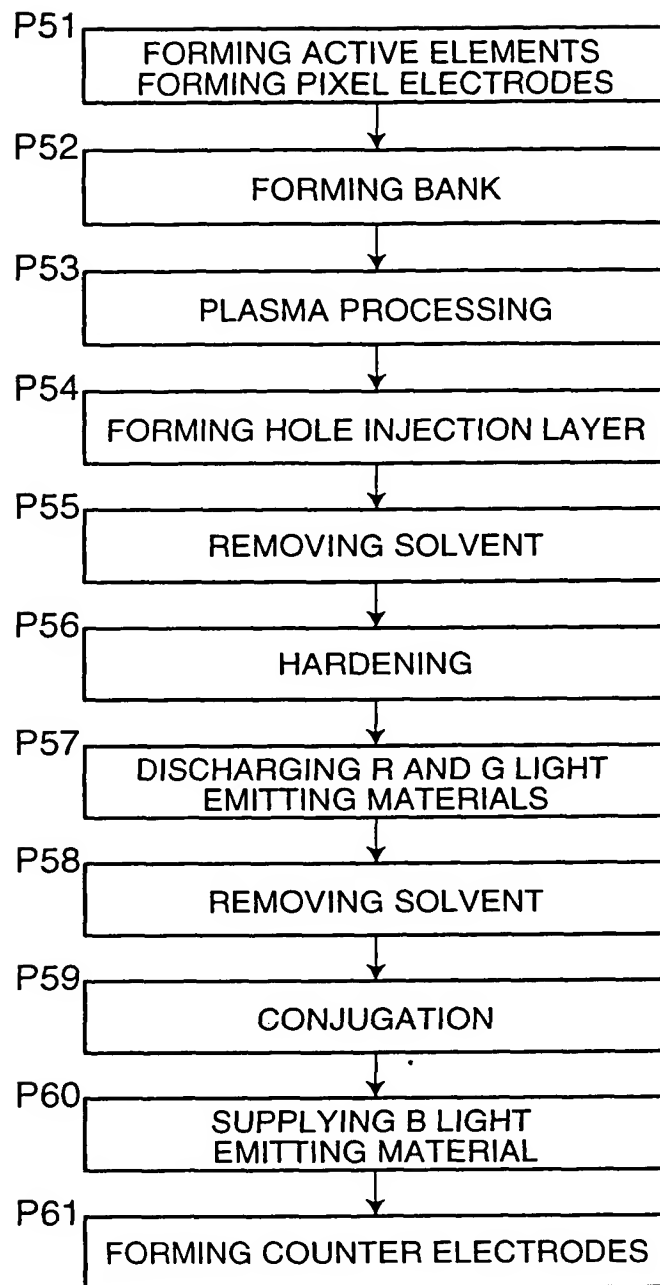 P51
FORMING ACTIVE ELEMENTS
FORMING PIXEL ELECTRODES
P52
FORMING BANK
P53
PLASMA PROCESSING
P54
FORMING HOLE INJECTION LAYER
P55
REMOVING SOLVENT
P56
HARDENING
P57
DISCHARGING R AND G LIGHT
EMITTING MATERIALS
P58
REMOVING SOLVENT
P59
CONJUGATION
P60
SUPPLYING B LIGHT
EMITTING MATERIAL
P61
FORMING COUNTER ELECTRODES